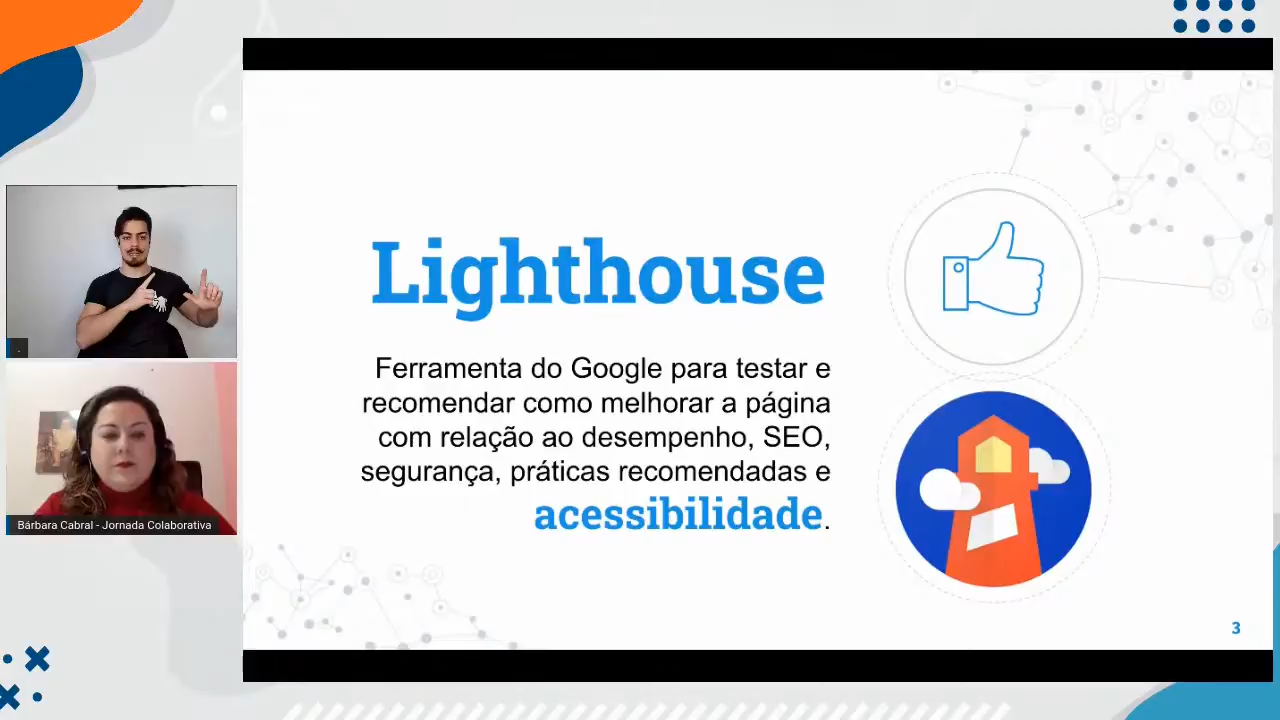 Lighthouse
Ferramenta do Google para testar e
recomendar como melhorar a página
com relação ao desempenho, SEO,
segurança, práticas recomendadas e
acessibilidade.
3
Bárbara Cabral - Jornada Colaborativa